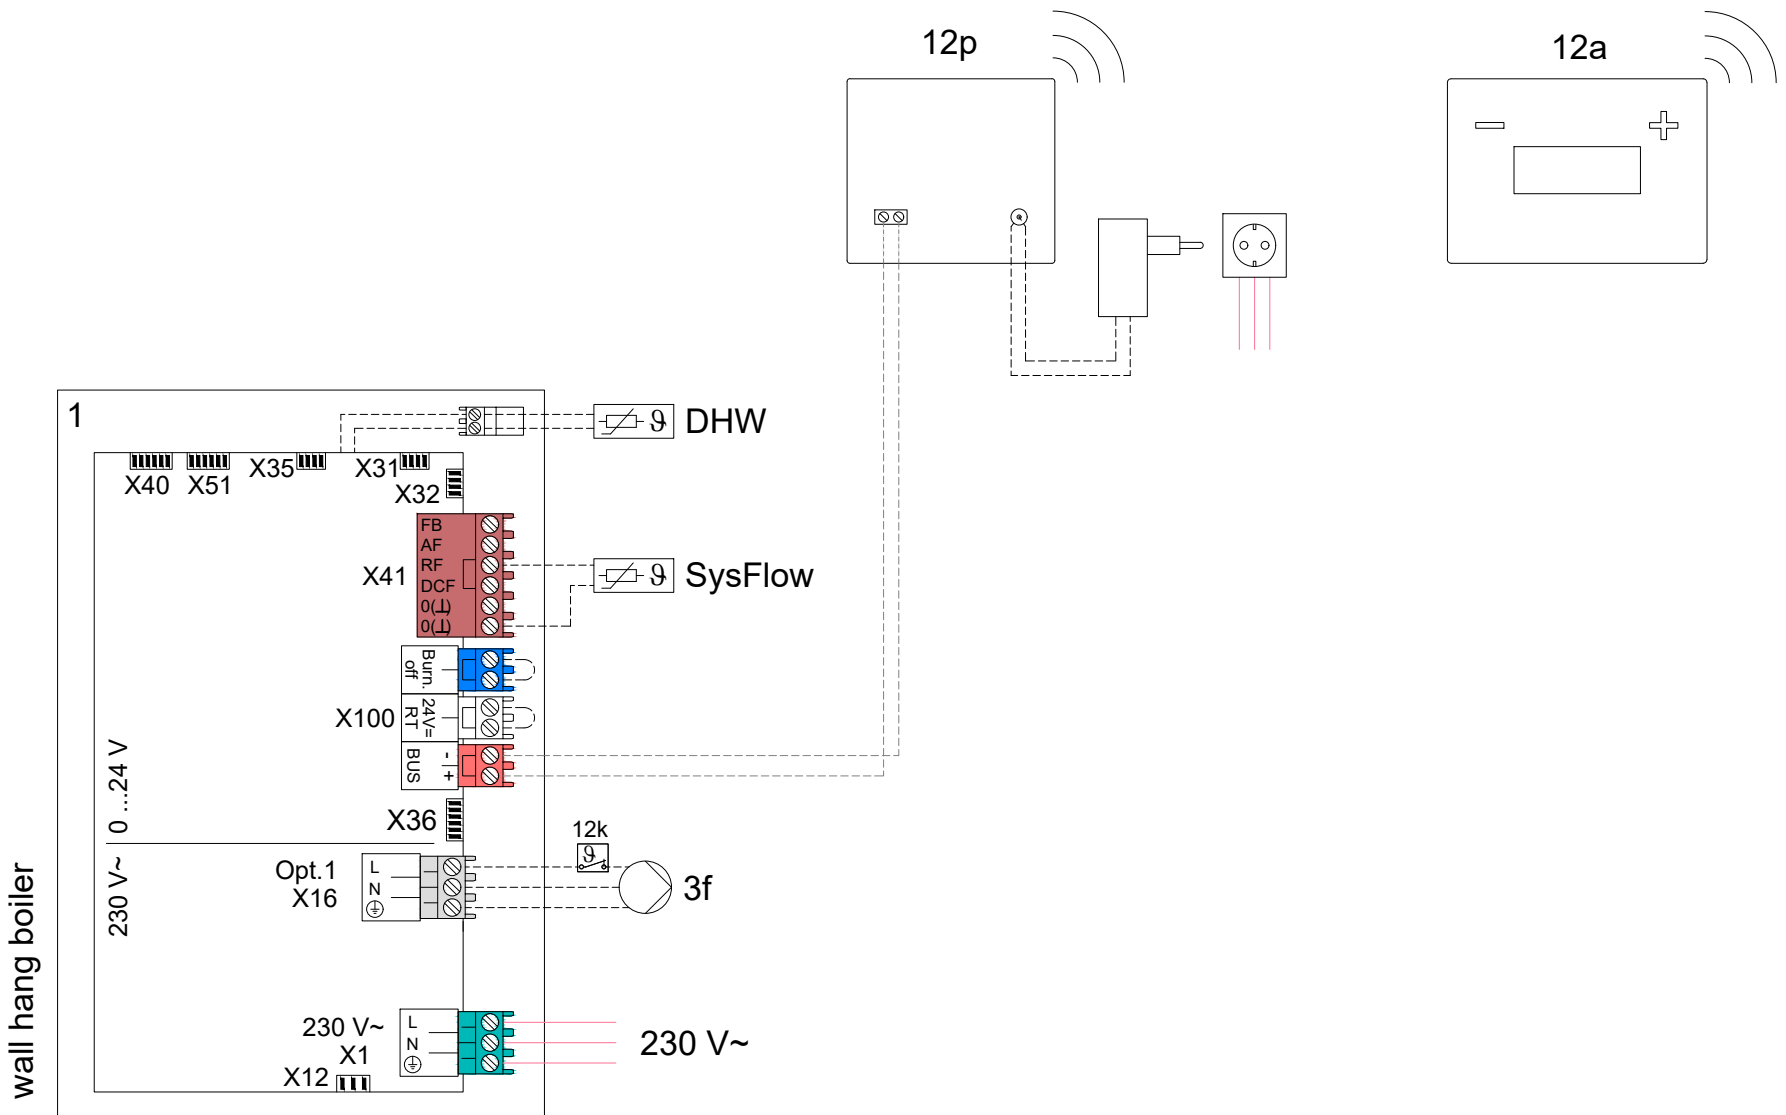 12p
12a
1
DHW
X40
X51
X35
X31
X32
FB
AF
RF
DCF
0(⊥)
0(⊥)
X41
SysFlow
Burn.
off
X100
24V=
RT
BUS
-
+
0 ...24 V
230 V~
X36
12k
Opt.1
X16
L
N
3f
wall hang boiler
230 V~
X1
L
N
230 V~
X12